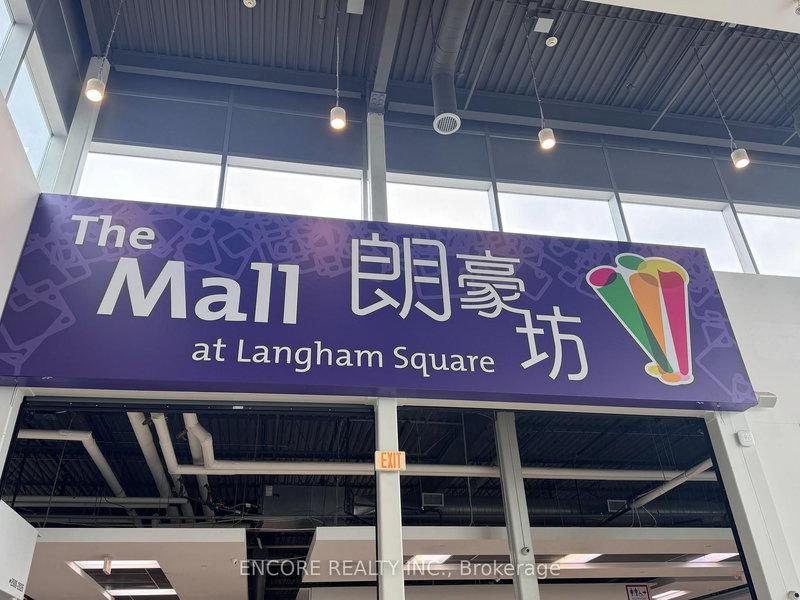 The
Mall
at Langham Square
朗豪坊
EXIT
ENCORE REALTY INC., Brokerage